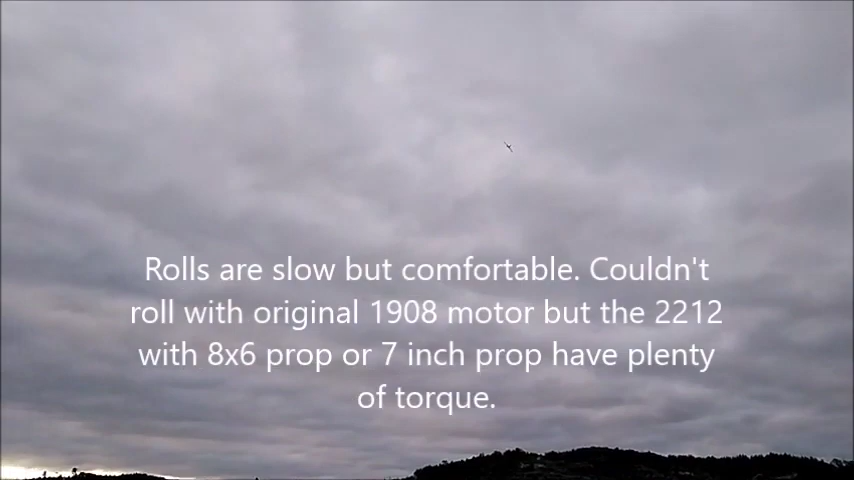 Rolls are slow but comfortable. Couldn't
roll with original 1908 motor but the 2212
with 8x6 prop or 7 inch prop have plenty
of torque.